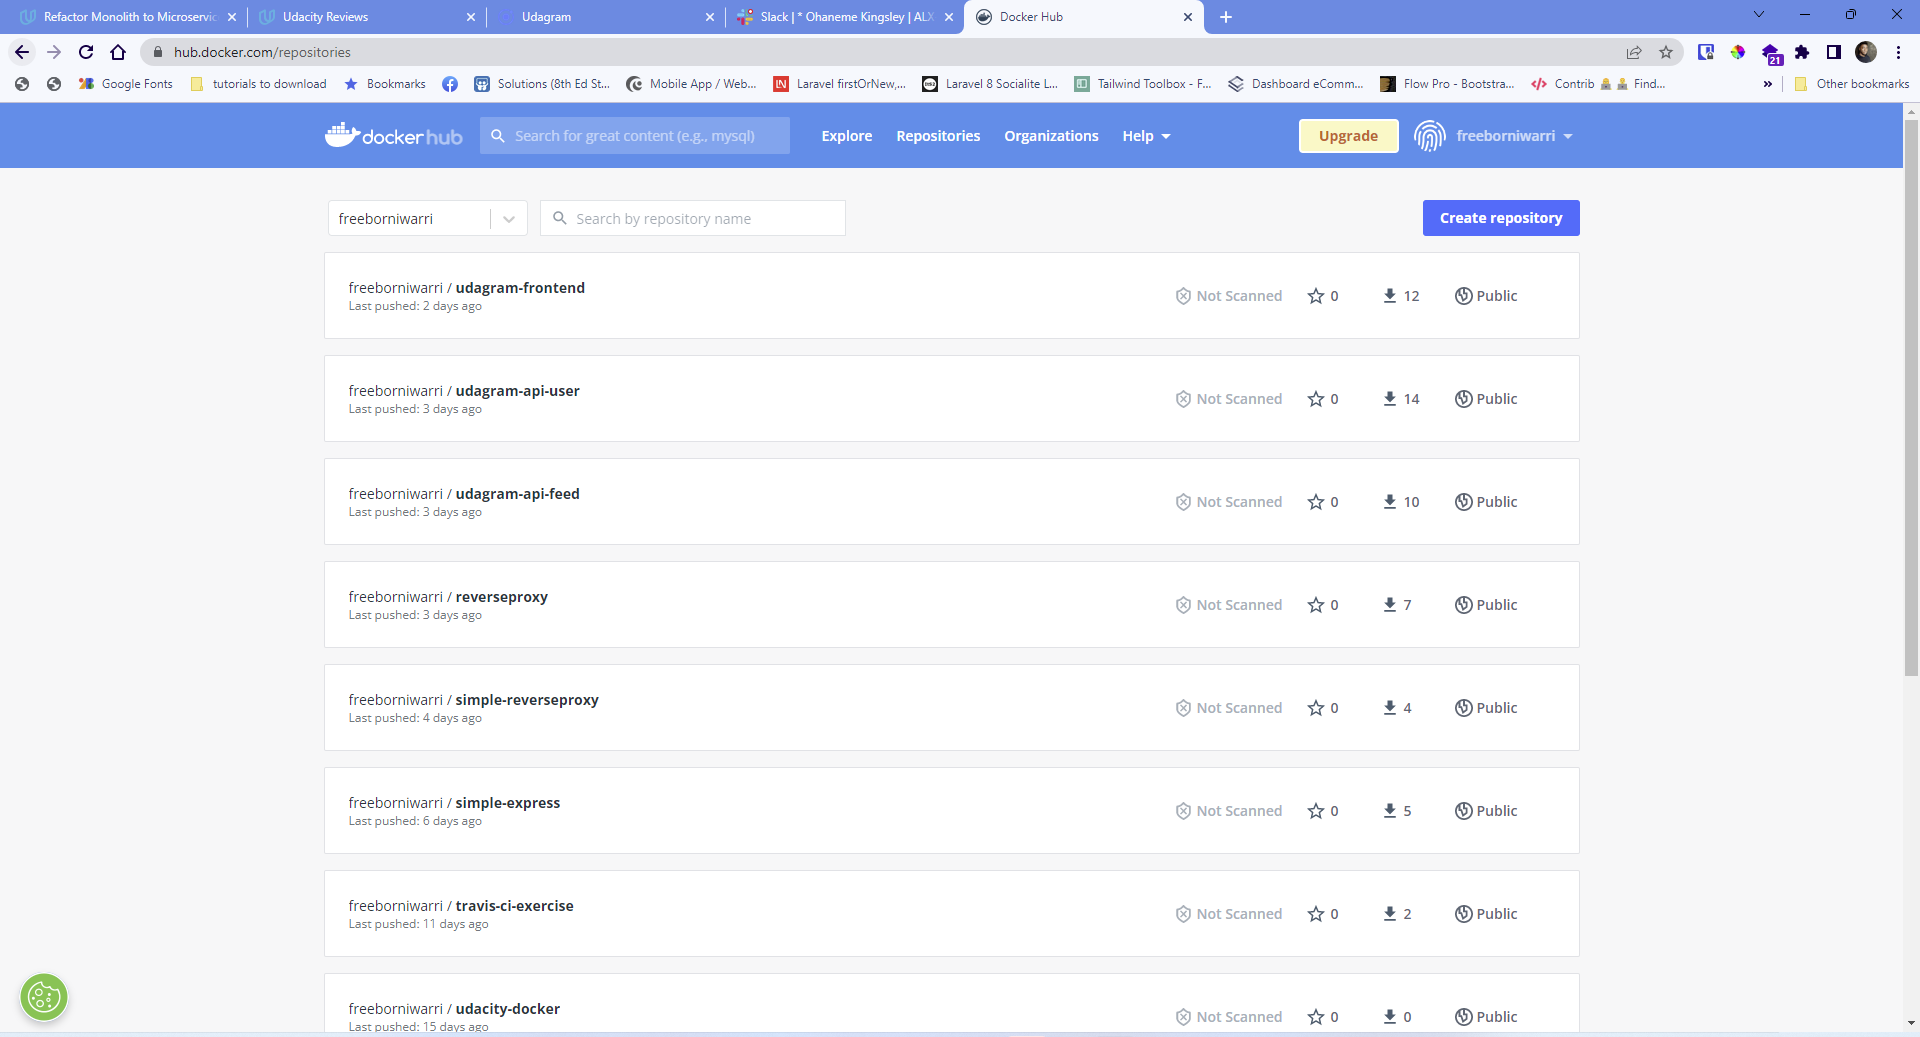 Refactor Monolith to Microservic
Udacity Reviews
Udagram
Slack | * Ohaneme Kingsley | ALX
Docker Hub
hub.docker.com/repositories
21
Google Fonts
tutorials to download
Bookmarks
Solutions (8th Ed St...
Mobile App / Web...
LN
Laravel firstOrNew,...
Laravel 8 Socialite L...
Tailwind Toolbox - F...
Dashboard eComm...
Flow Pro - Bootstra...
Contrib Find...
»
Other bookmarks
docker hub
Search for great content (e.g., mysql)
Explore
Repositories
Organizations
Help
Upgrade
freeborniwarri
freeborniwarri
Search by repository name
Create repository
freeborniwarri / udagram-frontend
Last pushed: 2 days ago
Not Scanned
0
12
Public
freeborniwarri / udagram-api-user
Last pushed: 3 days ago
Not Scanned
0
14
Public
freeborniwarri / udagram-api-feed
Last pushed: 3 days ago
Not Scanned
0
10
Public
freeborniwarri / reverseproxy
Last pushed: 3 days ago
Not Scanned
0
7
Public
freeborniwarri / simple-reverseproxy
Last pushed: 4 days ago
Not Scanned
0
4
Public
freeborniwarri / simple-express
Last pushed: 6 days ago
Not Scanned
0
5
Public
freeborniwarri / travis-ci-exercise
Last pushed: 11 days ago
Not Scanned
0
2
Public
freeborniwarri / udacity-docker
Last pushed: 15 days ago
Not Scanned
0
0
Public